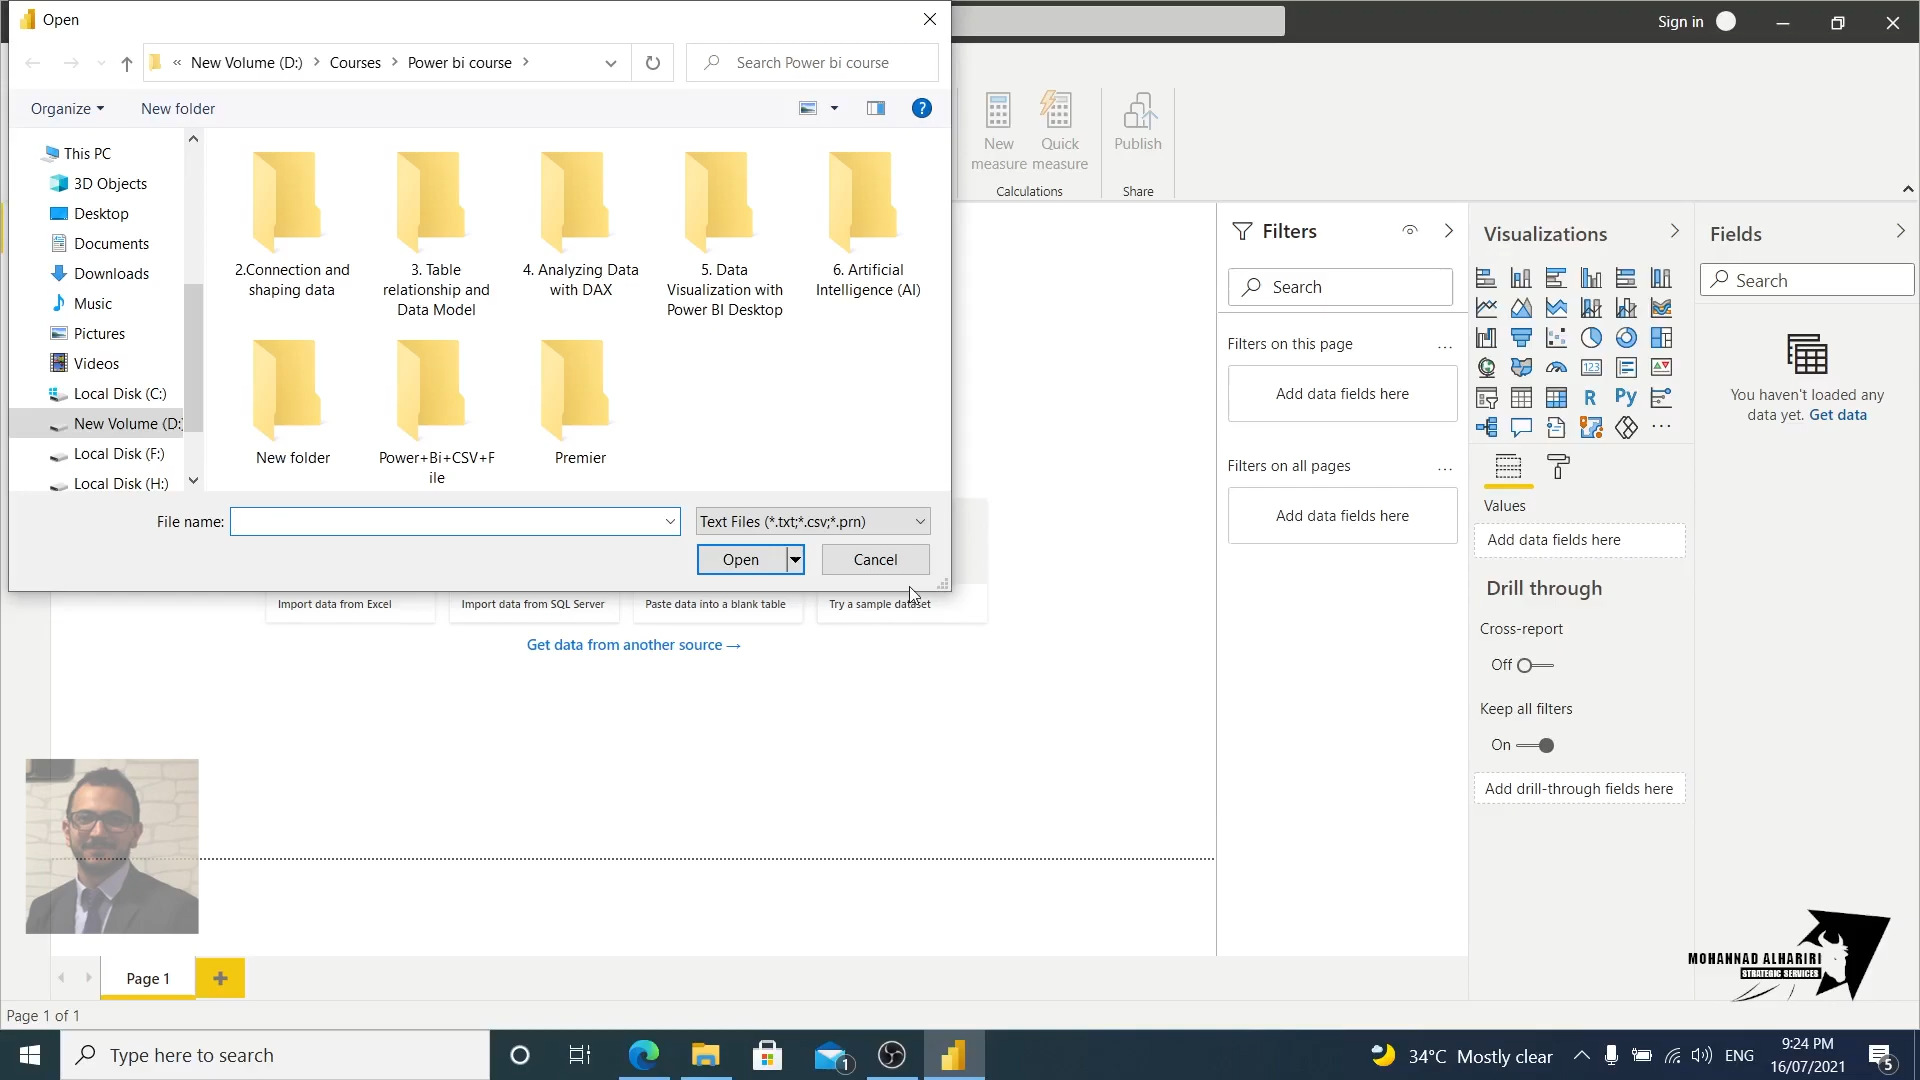 Open
Sign in
« New Volume (D:) > Courses > Power bi course >
Search Power bi course
Organize
New folder
This PC
3D Objects
Desktop
Documents
Downloads
Music
Pictures
Videos
Local Disk (C:)
New Volume (D:
Local Disk (F:)
Local Disk (H:)
2.Connection and
shaping data
3. Table
relationship and
Data Model
4. Analyzing Data
with DAX
5. Data
Visualization with
Power BI Desktop
6. Artificial
Intelligence (AI)
New folder
Power+Bi+CSV+F
ile
Premier
File name:
Text Files (*.txt;*.csv;*.prn)
Open
Cancel
New
measure
Quick
measure
Calculations
Publish
Share
Import data from Excel
Import data from SQL Server
Paste data into a blank table
Try a sample dataset
Get data from another source →
Filters
Search
Filters on this page
...
Add data fields here
Filters on all pages
...
Add data fields here
Visualizations
123
R
Py
...
Values
Add data fields here
Drill through
Cross-report
Off
Keep all filters
On
Add drill-through fields here
Fields
Search
You haven't loaded any
data yet. Get data
MOHANNAD ALHARIRI
STRATEGIC SERVICES
Page 1
+
Page 1 of 1
Type here to search
1
34°C Mostly clear
ENG
9:24 PM
16/07/2021
5